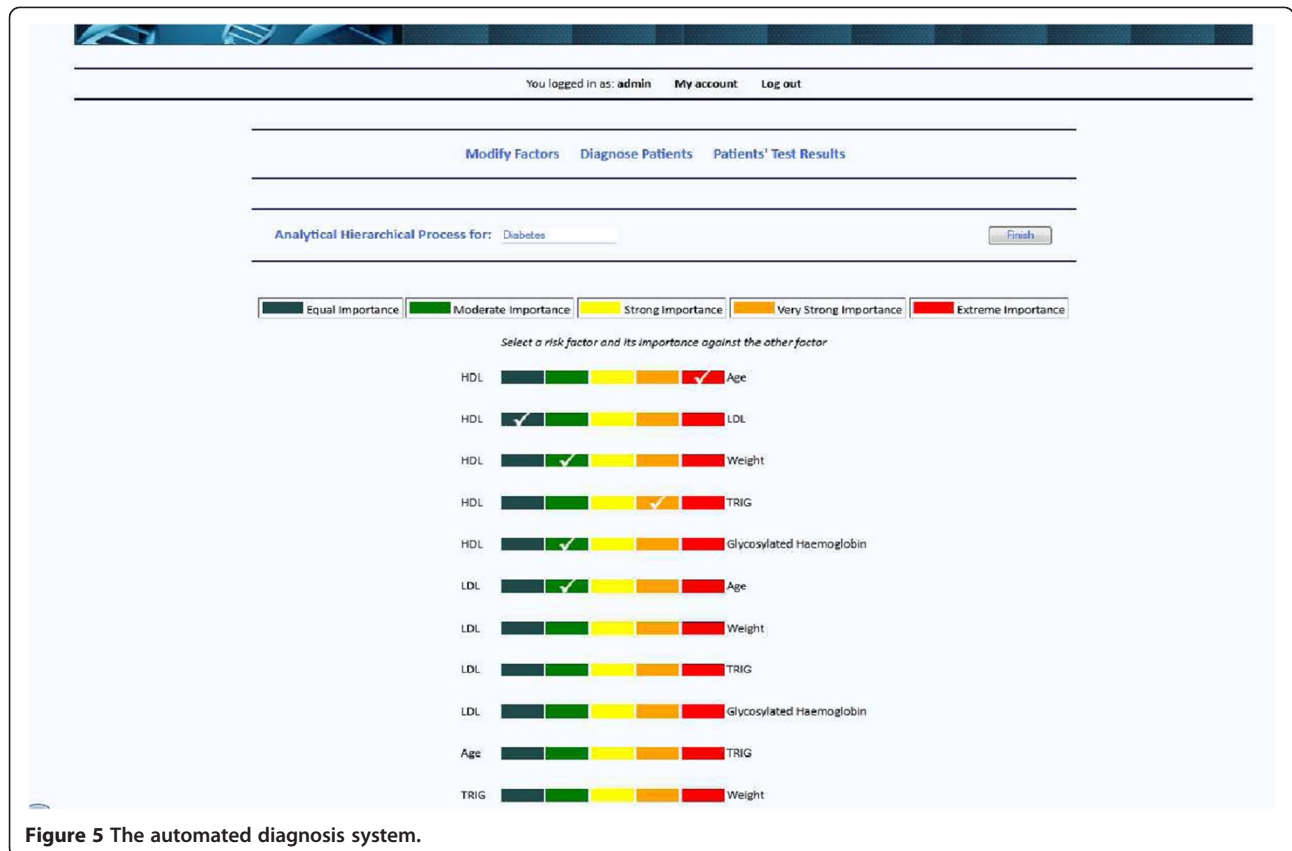 You logged in as: admin My account Log out
Modify Factors Diagnose Patients Patients' Test Results
Analytical Hierarchical Process for: Diabetes Finish
Equal Importance Moderate Importance Strong Importance Very Strong Importance Extreme Importance
Select a risk factor and its importance against the other factor
HDL Age
HDL LDL
HDL Weight
HDL TRIG
HDL Glycosylated Haemoglobin
LDL Age
LDL Weight
LDL TRIG
LDL Glycosylated Haemoglobin
Age TRIG
TRIG Weight
Figure 5 The automated diagnosis system.